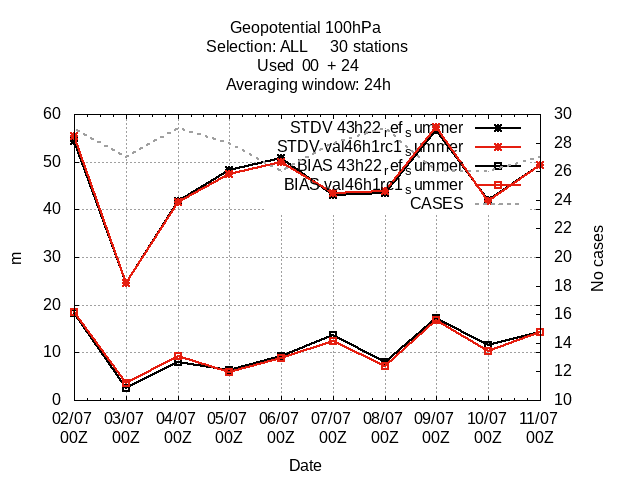 Geopotential 100hPa
Selection: ALL 30 stations
Used 00 + 24
Averaging window: 24h
STDV 43h22_ref_summer
STDV val46h1rc1_summer
BIAS 43h22_ref_summer
BIAS val46h1rc1_summer
CASES
60
50
40
30
20
10
0
m
30
28
26
24
22
20
18
16
14
12
10
No cases
02/07 03/07 04/07 05/07 06/07 07/07 08/07 09/07 10/07 11/07
00Z 00Z 00Z 00Z 00Z 00Z 00Z 00Z 00Z 00Z
Date